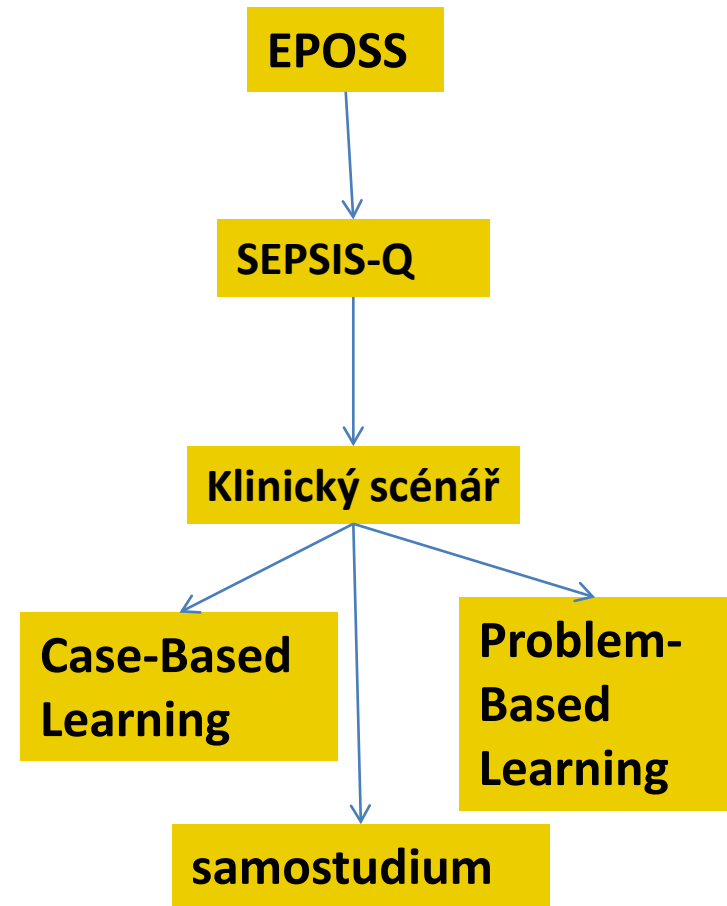 EPOSS
SEPSIS-Q
Klinický scénář
Case-Based
Learning
Problem-
Based
Learning
samostudium